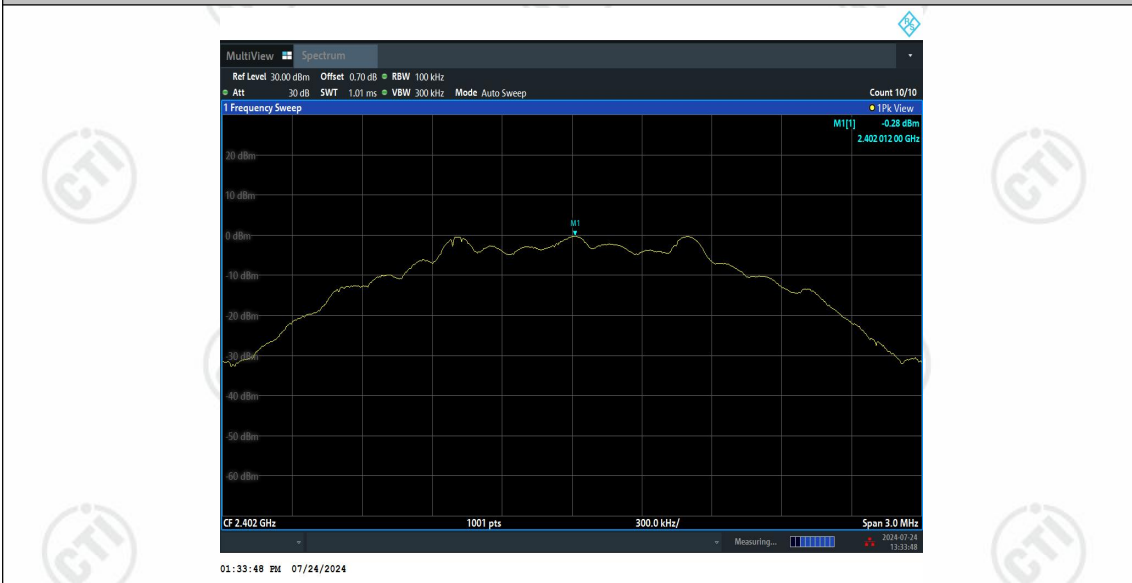 MultiView Spectrum
Ref Level 30.00 dBm Offset 0.70 dB RBW 100 kHz
Att 30 dB SWT 1.01 ms VBW 300 kHz Mode Auto Sweep Count 10/10
1 Frequency Sweep 1Pk View
M1[1] -0.28 dBm
2.402 012 00 GHz
20 dBm
10 dBm
M1
0 dBm
-10 dBm
-20 dBm
-30 dBm
-40 dBm
-50 dBm
-60 dBm
CF 2.402 GHz 1001 pts 300.0 kHz/ Span 3.0 MHz
Measuring... 2024-07-24
13:33:48
01:33:48 PM 07/24/2024
CTI
CTI
CTI
CTI